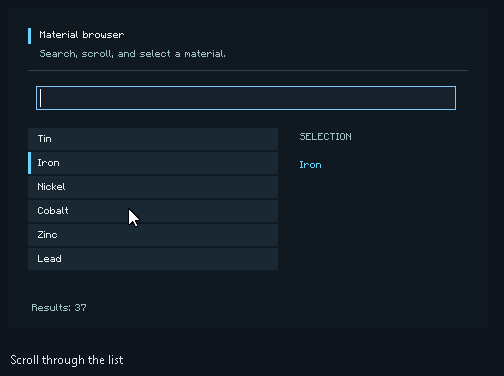 Material browser
Search, scroll, and select a material.
Tin
Iron
Nickel
Cobalt
Zinc
Lead
SELECTION
Iron
Results: 37
Scroll through the list